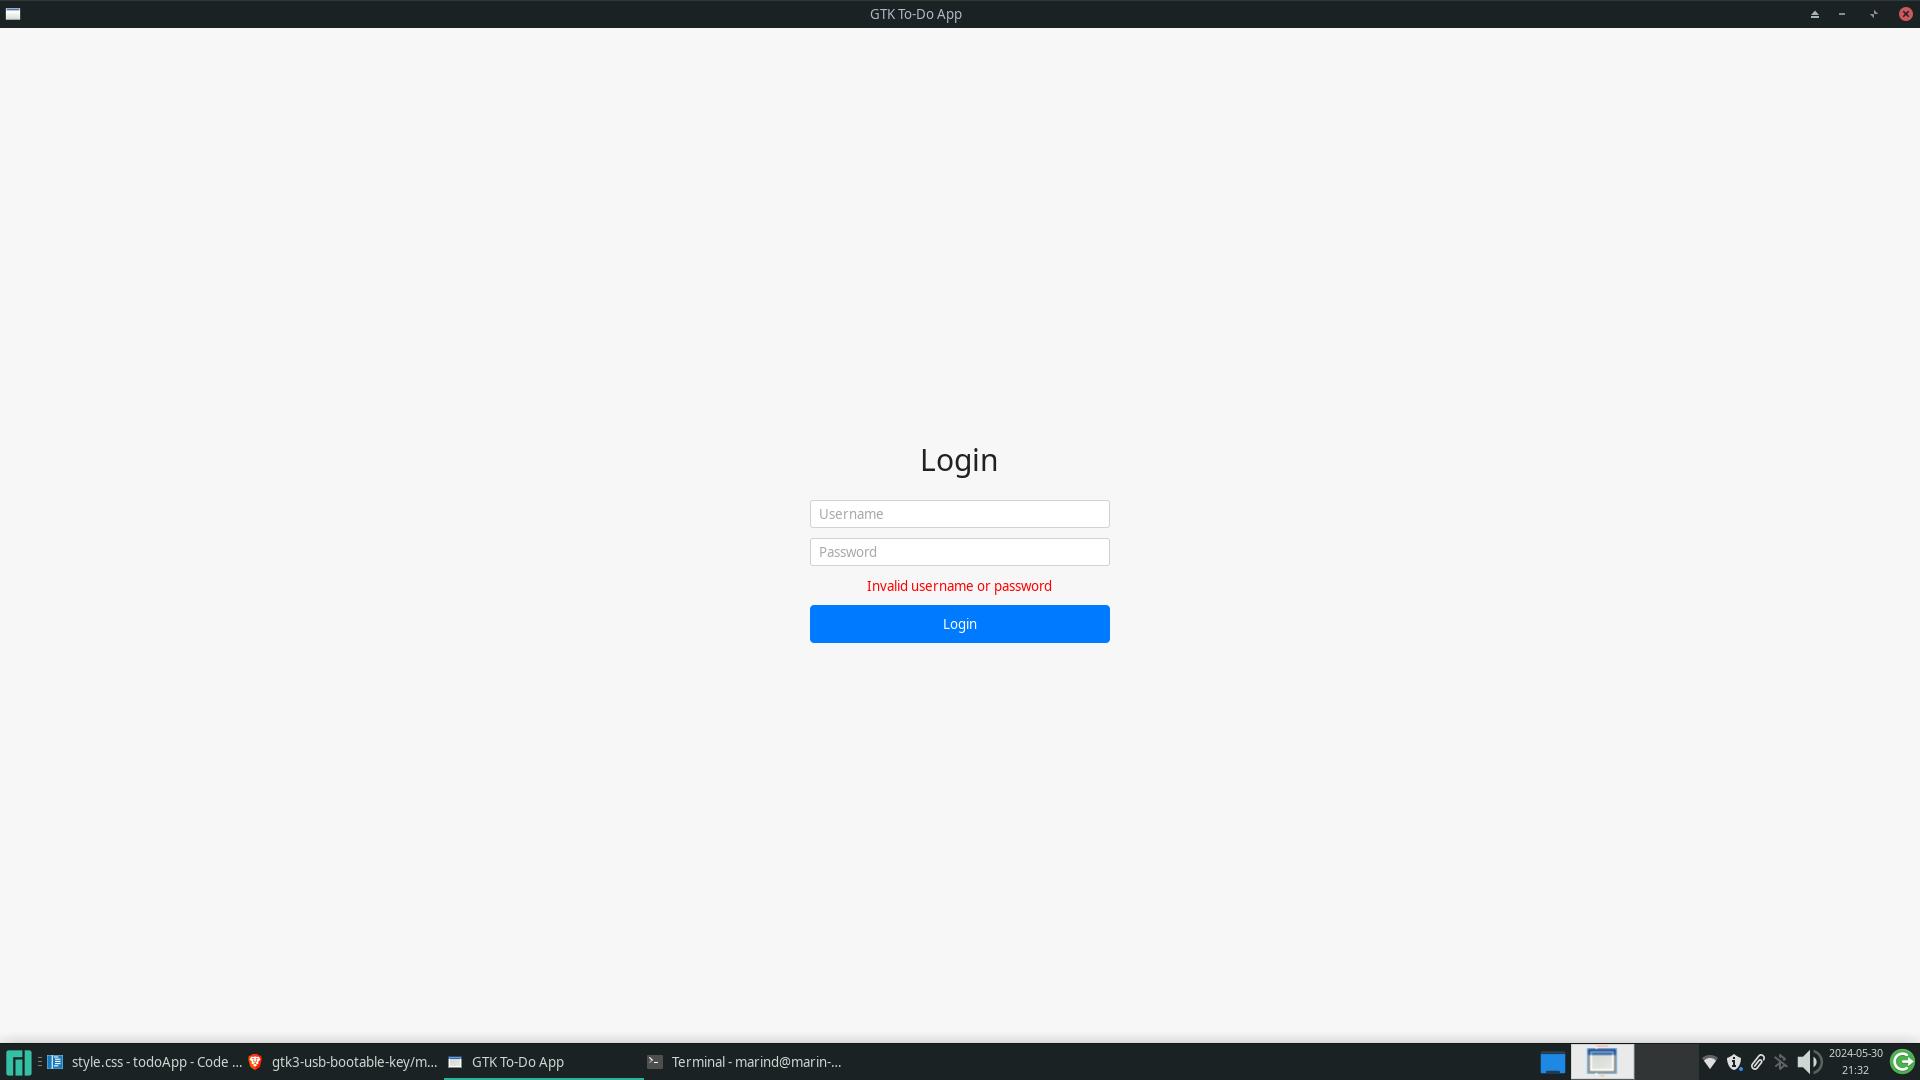 GTK To-Do App
Login
Username
Password
Invalid username or password
Login
style.css - todoApp - Code ...
gtk3-usb-bootable-key/m...
GTK To-Do App
Terminal - marind@marin-...
2024-05-30
21:32